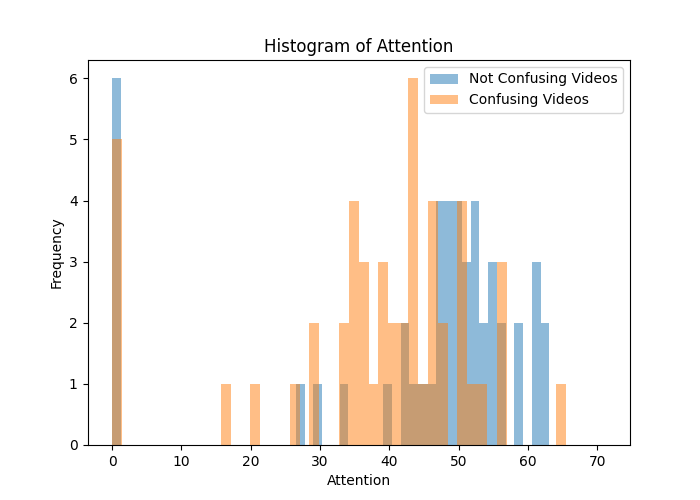 Histogram of Attention
Not Confusing Videos
Confusing Videos
Frequency
6
5
4
3
2
1
0
0 10 20 30 40 50 60 70
Attention